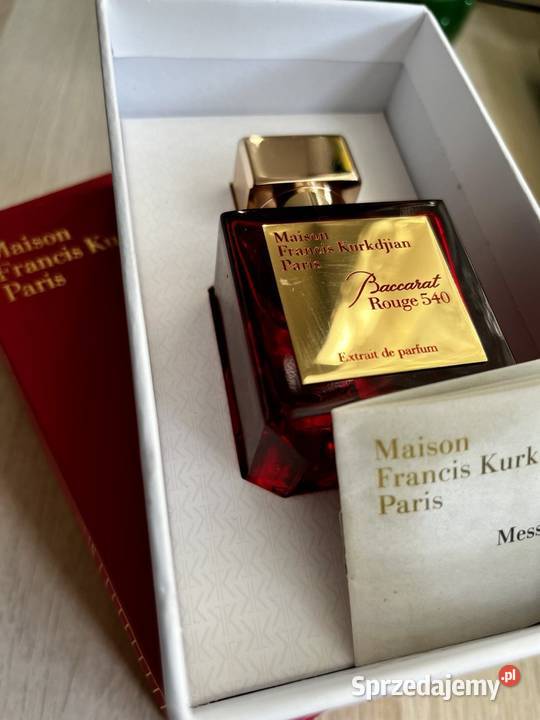 Maison
Francis Ku
Paris
Maison
Francis Kurkdjian
Paris
Baccarat
Rouge 540
Extrait de parfum
Maison
Francis Kurk
Paris
Mess
Sprzedajemy.pl